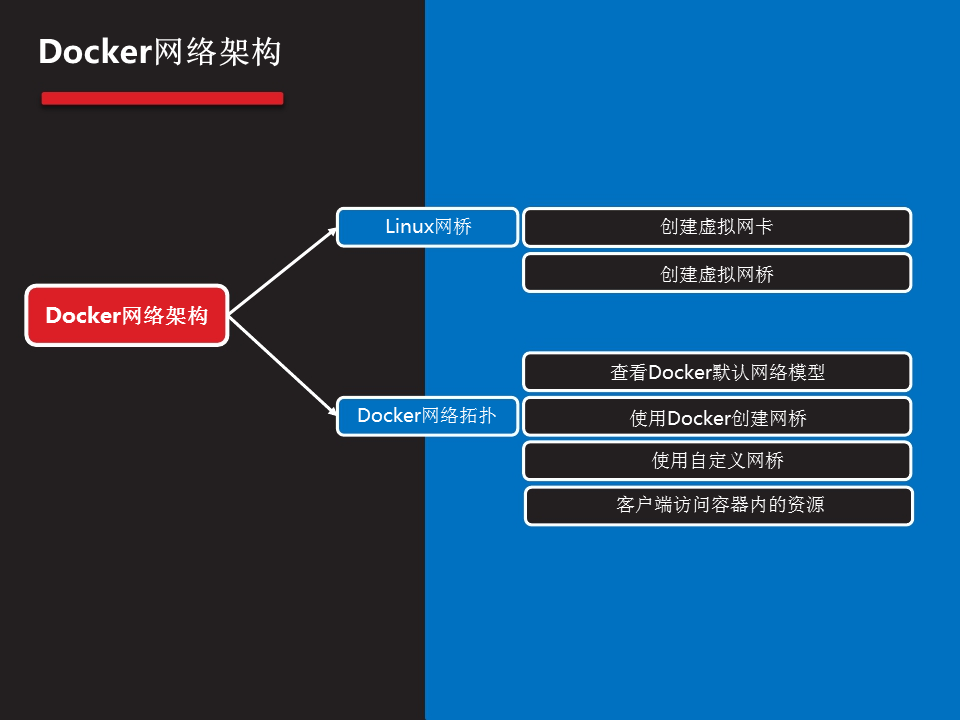 Docker网络架构
Linux网桥
创建虚拟网卡
创建虚拟网桥
Docker网络架构
查看Docker默认网络模型
Docker网络拓扑
使用Docker创建网桥
使用自定义网桥
客户端访问容器内的资源